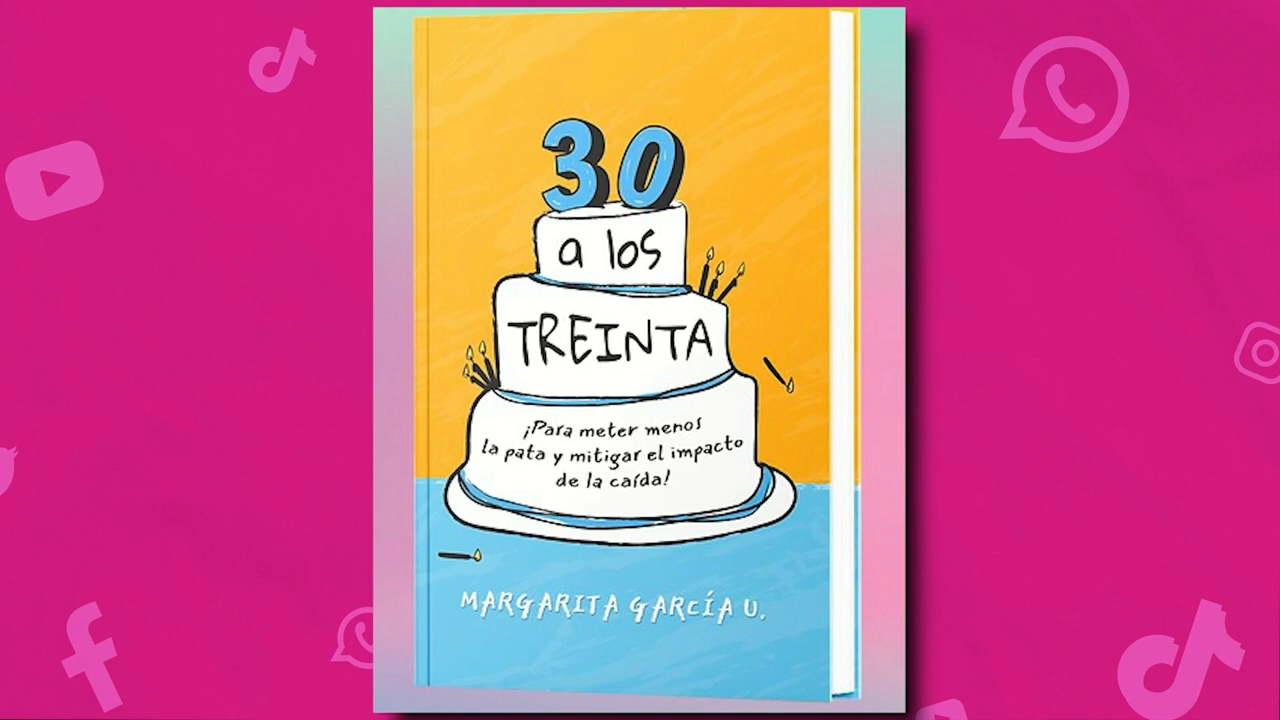 30
a los
TREINTA
¡Para meter menos
la pata y mitigar el impacto
de la caída!
MARGARITA GARCÍA U.